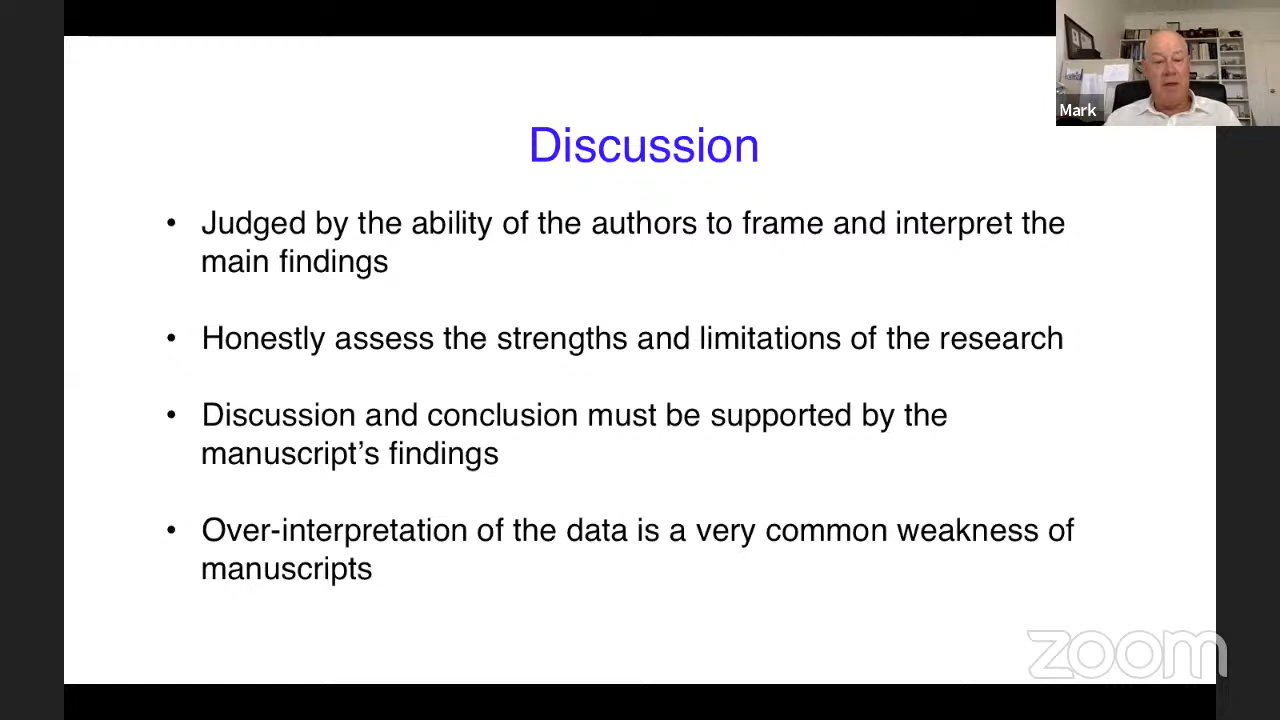 Mark
Discussion
• Judged by the ability of the authors to frame and interpret the
main findings
• Honestly assess the strengths and limitations of the research
• Discussion and conclusion must be supported by the
manuscript’s findings
• Over-interpretation of the data is a very common weakness of
manuscripts
zoom